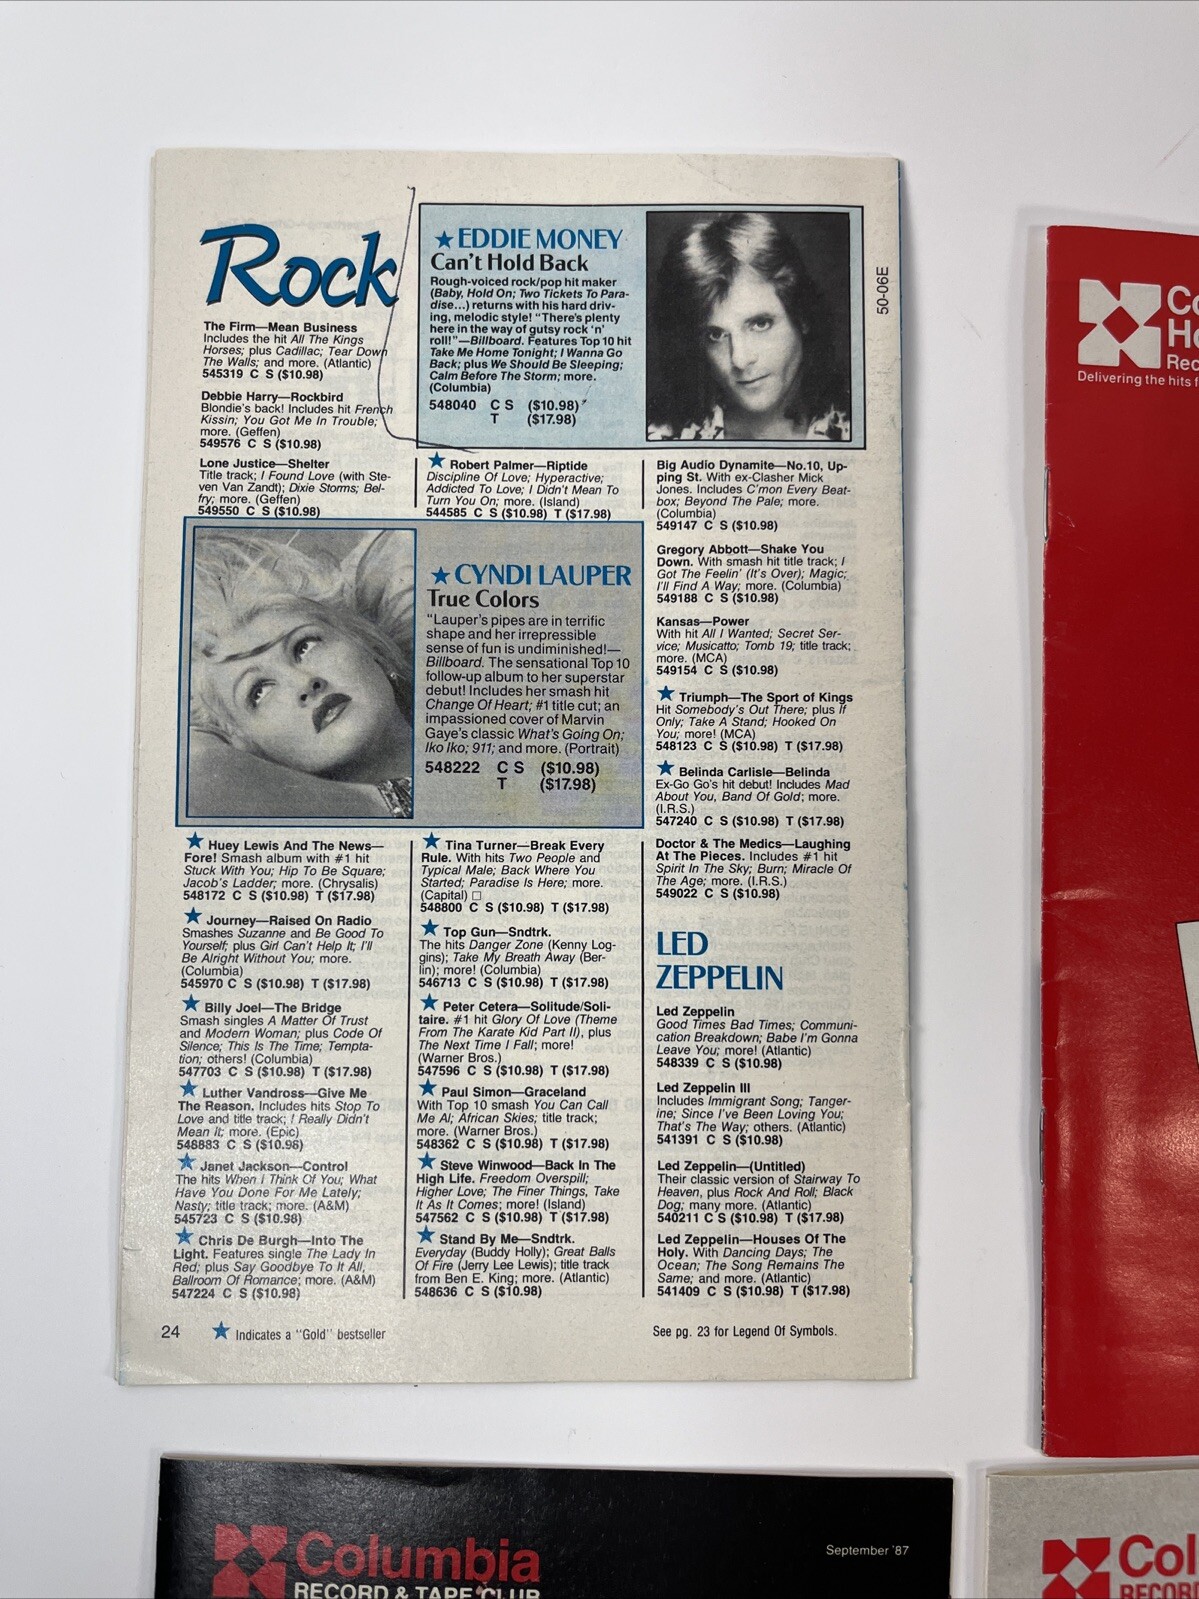 Rock
The Firm—Mean Business
Includes the hit All The Kings
Horses; plus Cadillac; Tear Down
The Walls; and more. (Atlantic)
545319 C S ($10.98)
Debbie Harry—Rockbird
Blondie's back! Includes hit French
Kissin; You Got Me In Trouble;
more. (Geffen)
549576 C S ($10.98)
Lone Justice—Shelter
Title track; I Found Love (with Ste-
ven Van Zandt); Dixie Storms; Bel-
fry; more. (Geffen)
549550 C S ($10.98)
★ EDDIE MONEY
Can't Hold Back
Rough-voiced rock/pop hit maker
(Baby, Hold On; Two Tickets To Para-
dise...) returns with his hard driv-
ing, melodic style! "There's plenty
here in the way of gutsy rock 'n'
roll!"—Billboard. Features Top 10 hit
Take Me Home Tonight; I Wanna Go
Back; plus We Should Be Sleeping;
Calm Before The Storm; more.
(Columbia)
548040 C S ($10.98)
T ($17.98)
50-06E
★ Robert Palmer—Riptide
Discipline Of Love; Hyperactive;
Addicted To Love; I Didn't Mean To
Turn You On; more. (Island)
544585 C S ($10.98) T ($17.98)
★ CYNDI LAUPER
True Colors
"Lauper's pipes are in terrific
shape and her irrepressible
sense of fun is undiminished!—
Billboard. The sensational Top 10
follow-up album to her superstar
debut! Includes her smash hit
Change Of Heart; #1 title cut; an
impassioned cover of Marvin
Gaye's classic What's Going On;
Iko Iko; 911; and more. (Portrait)
548222 C S ($10.98)
T ($17.98)
★ Huey Lewis And The News—
Fore! Smash album with #1 hit
Stuck With You; Hip To Be Square;
Jacob's Ladder; more. (Chrysalis)
548172 C S ($10.98) T ($17.98)
★ Journey—Raised On Radio
Smashes Suzanne and Be Good To
Yourself; plus Girl Can't Help It; I'll
Be Alright Without You; more.
(Columbia)
545970 C S ($10.98) T ($17.98)
★ Billy Joel—The Bridge
Smash singles A Matter Of Trust
and Modern Woman; plus Code Of
Silence; This Is The Time; Tempta-
tion; others! (Columbia)
547703 C S ($10.98) T ($17.98)
★ Luther Vandross—Give Me
The Reason. Includes hits Stop To
Love and title track; I Really Didn't
Mean It; more. (Epic)
548883 C S ($10.98)
★ Janet Jackson—Control
The hits When I Think Of You; What
Have You Done For Me Lately;
Nasty; title track; more. (A&M)
545723 C S ($10.98)
★ Chris De Burgh—Into The
Light. Features single The Lady In
Red; plus Say Goodbye To It All,
Ballroom Of Romance; more. (A&M)
547224 C S ($10.98)
★ Tina Turner—Break Every
Rule. With hits Two People and
Typical Male; Back Where You
Started; Paradise Is Here; more.
(Capital) □
548800 C S ($10.98) T ($17.98)
★ Top Gun—Sndtrk.
The hits Danger Zone (Kenny Log-
gins); Take My Breath Away (Ber-
lin); more! (Columbia)
546713 C S ($10.98) T ($17.98)
★ Peter Cetera—Solitude/Soli-
taire. #1 hit Glory Of Love (Theme
From The Karate Kid Part II), plus
The Next Time I Fall; more!
(Warner Bros.)
547596 C S ($10.98) T ($17.98)
★ Paul Simon—Graceland
With Top 10 smash You Can Call
Me Al; African Skies; title track;
more. (Warner Bros.)
548362 C S ($10.98) T ($17.98)
★ Steve Winwood—Back In The
High Life. Freedom Overspill;
Higher Love; The Finer Things, Take
It As It Comes; more! (Island)
547562 C S ($10.98) T ($17.98)
★ Stand By Me—Sndtrk.
Everyday (Buddy Holly); Great Balls
Of Fire (Jerry Lee Lewis); title track
from Ben E. King; more. (Atlantic)
548636 C S ($10.98)
Big Audio Dynamite—No.10, Up-
ping St. With ex-Clasher Mick
Jones. Includes C'mon Every Beat-
box; Beyond The Pale; more.
(Columbia)
549147 C S ($10.98)
Gregory Abbott—Shake You
Down. With smash hit title track; I
Got The Feelin' (It's Over); Magic;
I'll Find A Way; more. (Columbia)
549188 C S ($10.98)
Kansas—Power
With hit All I Wanted; Secret Ser-
vice; Musicatto; Tomb 19; title track;
more. (MCA)
549154 C S ($10.98)
★ Triumph—The Sport of Kings
Hit Somebody's Out There; plus If
Only; Take A Stand; Hooked On
You; more! (MCA)
548123 C S ($10.98) T ($17.98)
★ Belinda Carlisle—Belinda
Ex-Go Go's hit debut! Includes Mad
About You, Band Of Gold; more.
(I.R.S.)
547240 C S ($10.98) T ($17.98)
Doctor & The Medics—Laughing
At The Pieces. Includes #1 hit
Spirit In The Sky; Burn; Miracle Of
The Age; more. (I.R.S.)
549022 C S ($10.98)
LED
ZEPPELIN
Led Zeppelin
Good Times Bad Times; Communi-
cation Breakdown; Babe I'm Gonna
Leave You; more! (Atlantic)
548339 C S ($10.98)
Led Zeppelin III
Includes Immigrant Song; Tanger-
ine; Since I've Been Loving You;
That's The Way; others. (Atlantic)
541391 C S ($10.98)
Led Zeppelin—(Untitled)
Their classic version of Stairway To
Heaven, plus Rock And Roll; Black
Dog; many more. (Atlantic)
540211 C S ($10.98) T ($17.98)
Led Zeppelin—Houses Of The
Holy. With Dancing Days; The
Ocean; The Song Remains The
Same; and more. (Atlantic)
541409 C S ($10.98) T ($17.98)
24 ★ Indicates a "Gold" bestseller
See pg. 23 for Legend Of Symbols.
Co
Ho
Rec
Delivering the hits f
Columbia
RECORD & TAPE CLUB
September '87
Col
RECORD